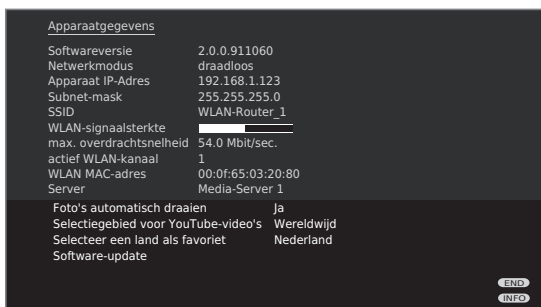 Apparaatgegevens
Softwareversie 2.0.0.911060
Netwerkmodus draadloos
Apparaat IP-Adres 192.168.1.123
Subnet-mask 255.255.255.0
SSID WLAN-Router_1
WLAN-signaalsterkte
max. overdrachtsnelheid 54.0 Mbit/sec.
actief WLAN-kanaal 1
WLAN MAC-adres 00:0f:65:03:20:80
Server Media-Server 1
Foto's automatisch draaien Ja
Selectiegebied voor YouTube-video's Wereldwijd
Selecteer een land als favoriet Nederland
Software-update
END
INFO